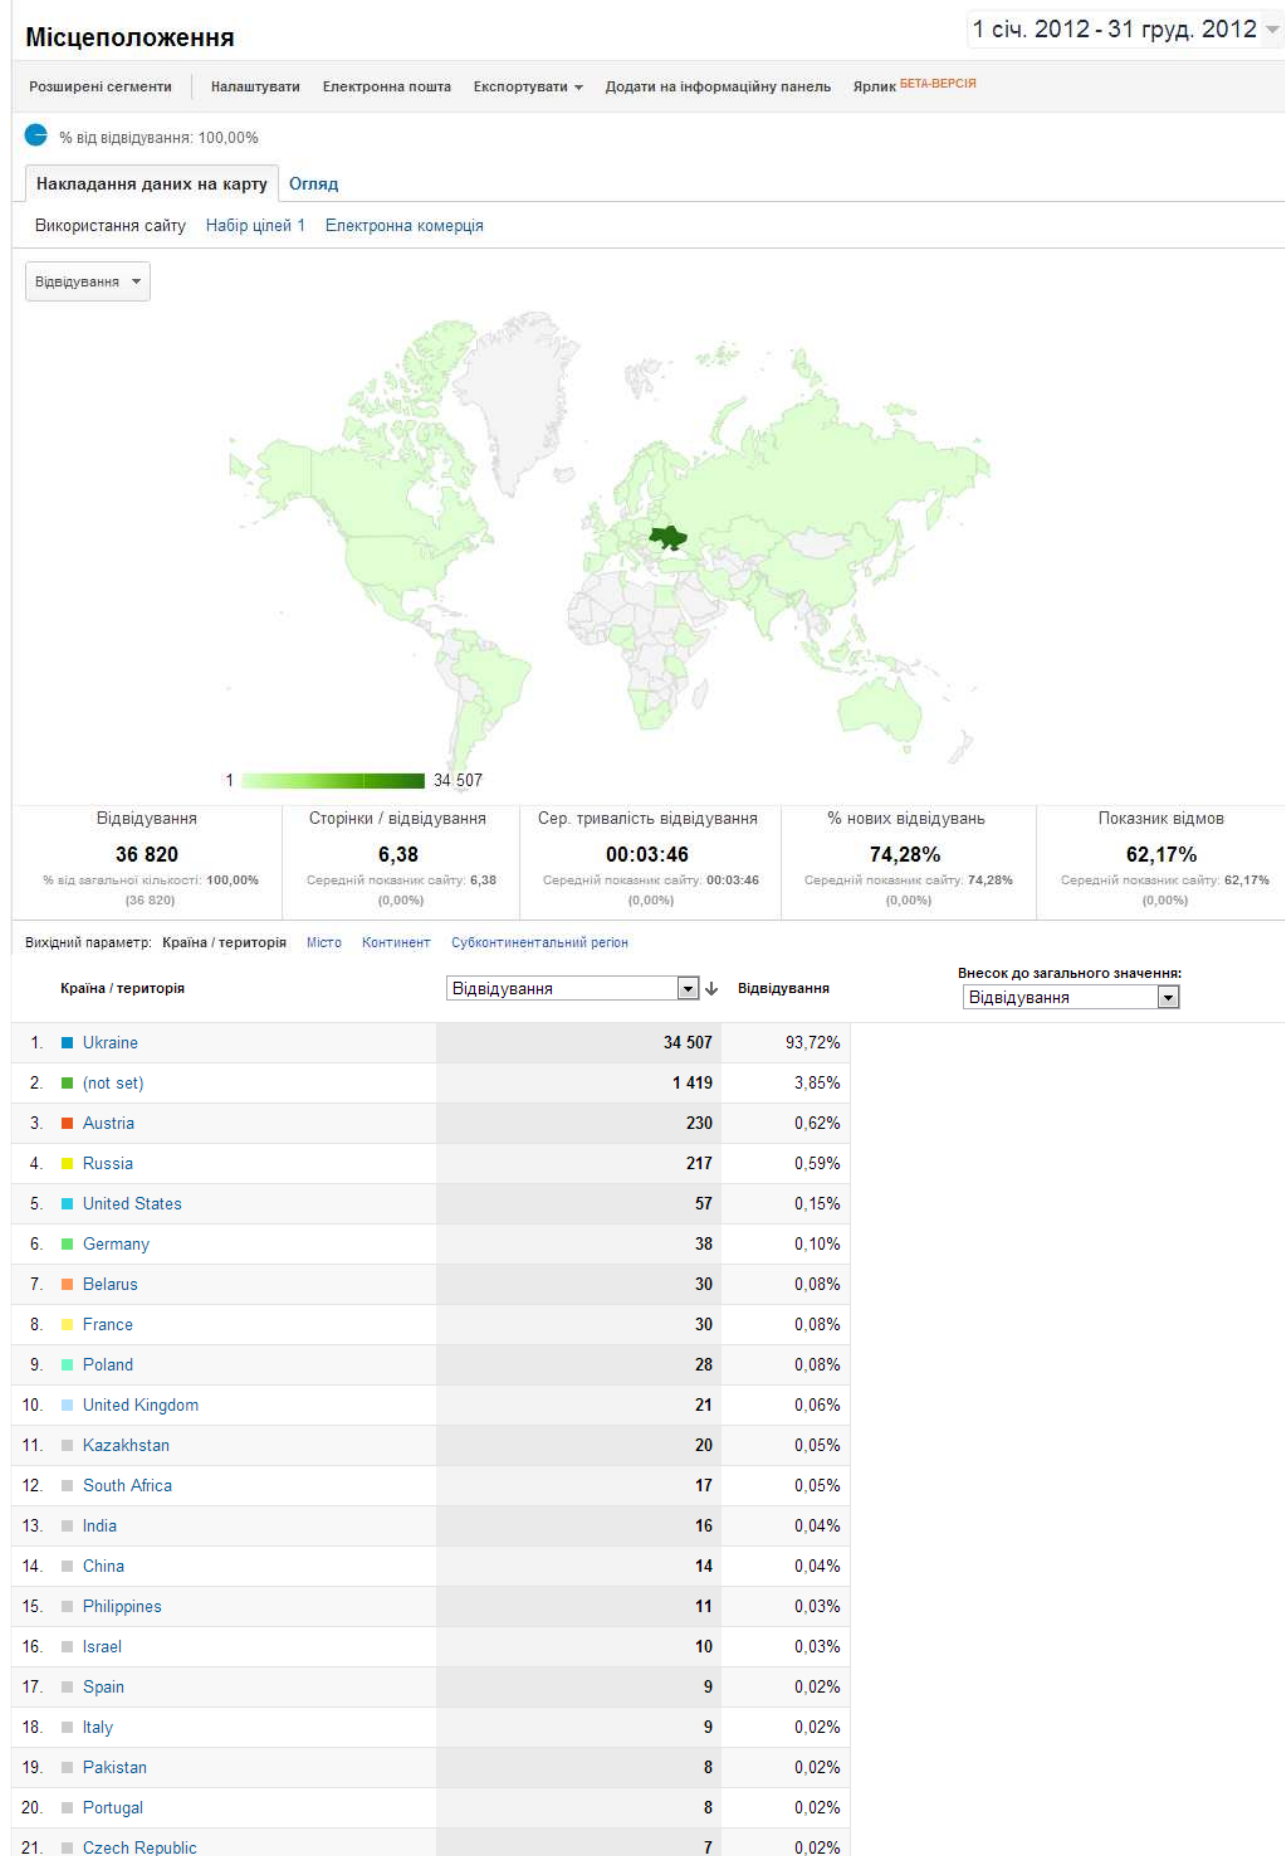 Місцеположення
1 січ. 2012 - 31 груд. 2012
Розширені сегменти Налаштувати Електронна пошта Експортувати Додати на інформаційну панель Ярлик БЕТА-ВЕРСІЯ
% від відвідування: 100,00%
Накладання даних на карту Огляд
Використання сайту Набір цілей 1 Електронна комерція
Відвідування
1 34 507
Відвідування Сторінки / відвідування Сер. тривалість відвідування % нових відвідувань Показник відмов
36 820 6,38 00:03:46 74,28% 62,17%
% від загальної кількості: 100,00% Середній показник сайту: 6,38 Середній показник сайту: 00:03:46 Середній показник сайту: 74,28% Середній показник сайту: 62,17%
(36 820) (0,00%) (0,00%) (0,00%) (0,00%)
Вихідний параметр: Країна / територія Місто Континент Субконтинентальний регіон
Країна / територія Відвідування Відвідування Внесок до загального значення:
Відвідування
1. Ukraine 34 507 93,72%
2. (not set) 1 419 3,85%
3. Austria 230 0,62%
4. Russia 217 0,59%
5. United States 57 0,15%
6. Germany 38 0,10%
7. Belarus 30 0,08%
8. France 30 0,08%
9. Poland 28 0,08%
10. United Kingdom 21 0,06%
11. Kazakhstan 20 0,05%
12. South Africa 17 0,05%
13. India 16 0,04%
14. China 14 0,04%
15. Philippines 11 0,03%
16. Israel 10 0,03%
17. Spain 9 0,02%
18. Italy 9 0,02%
19. Pakistan 8 0,02%
20. Portugal 8 0,02%
21. Czech Republic 7 0,02%